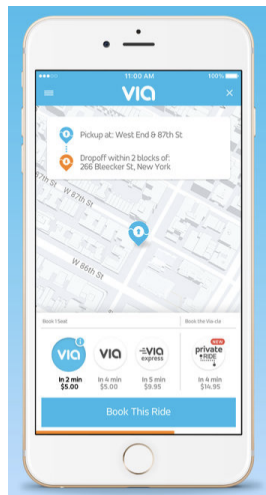 11:00 AM
100%
VIA
Pickup at: West End & 87th St
Dropoff within 2 blocks of:
266 Bleecker St, New York
87th St
W 87th St
W 86th St
Book 1 Seat
Book the Via-cle
NEW
via
via
via
express
private
RIDE
In 2 min
In 4 min
In 5 min
In 4 min
$5.00
$5.00
$9.95
$14.95
Book This Ride